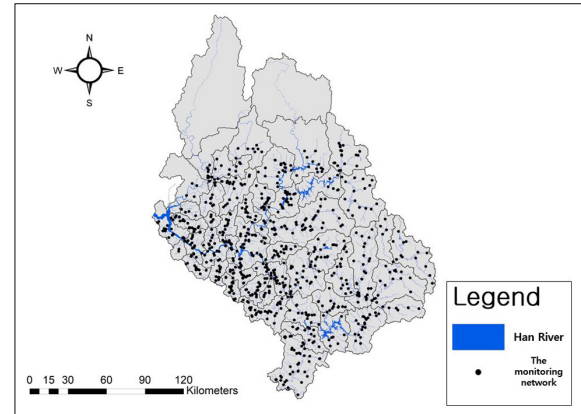 N
W E
S
Legend
Han River
The
monitoring
network
0 15 30 60 90 120
Kilometers